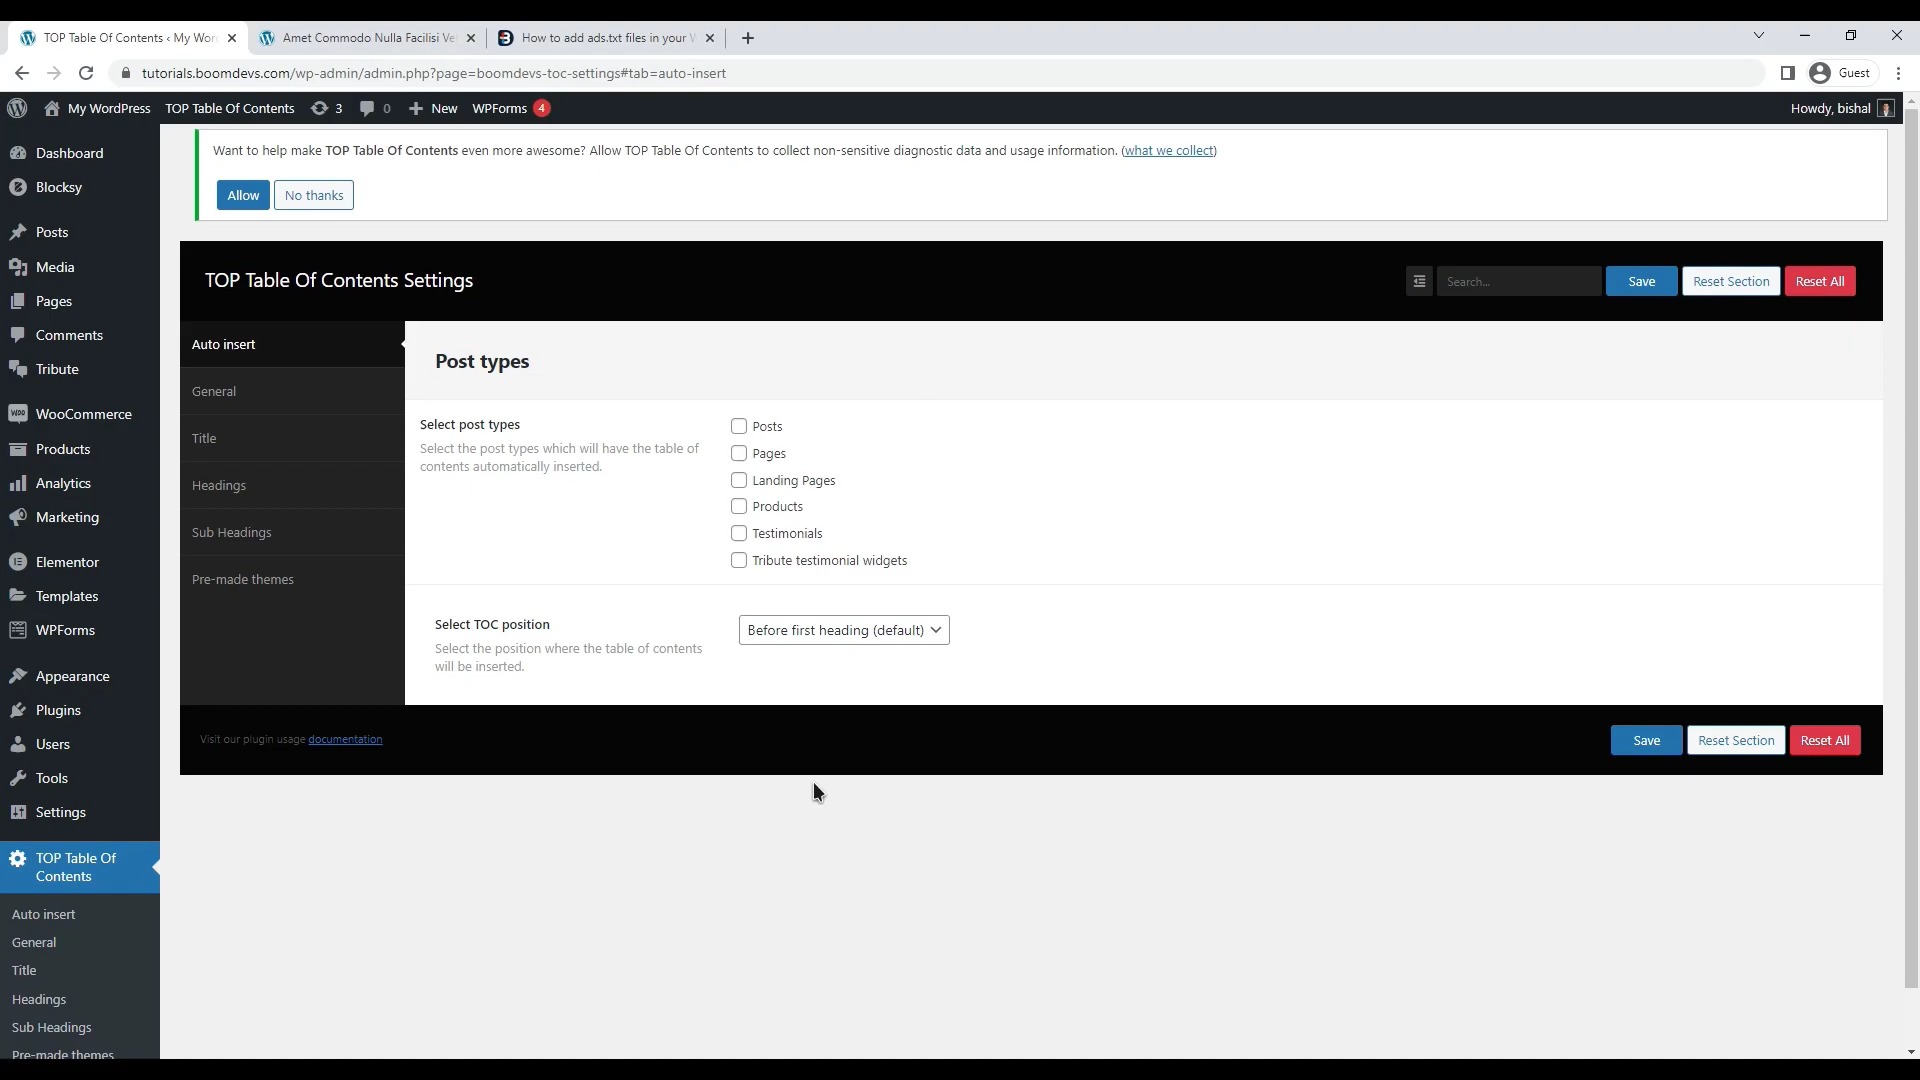 TOP Table Of Contents ‹ My Wor
Amet Commodo Nulla Facilisi Ve
How to add ads.txt files in your W
tutorials.boomdevs.com/wp-admin/admin.php?page=boomdevs-toc-settings#tab=auto-insert
Guest
My WordPress
TOP Table Of Contents
3
0
New
WPForms
4
Howdy, bishal
Dashboard
Blocksy
Posts
Media
Pages
Comments
Tribute
WooCommerce
Products
Analytics
Marketing
Elementor
Templates
WPForms
Appearance
Plugins
Users
Tools
Settings
TOP Table Of
Contents
Auto insert
General
Title
Headings
Sub Headings
Pre-made themes
Want to help make TOP Table Of Contents even more awesome? Allow TOP Table Of Contents to collect non-sensitive diagnostic data and usage information. (what we collect)
Allow
No thanks
TOP Table Of Contents Settings
Search...
Save
Reset Section
Reset All
Auto insert
General
Title
Headings
Sub Headings
Pre-made themes
Post types
Select post types
Select the post types which will have the table of
contents automatically inserted.
Posts
Pages
Landing Pages
Products
Testimonials
Tribute testimonial widgets
Select TOC position
Select the position where the table of contents
will be inserted.
Before first heading (default)
Visit our plugin usage documentation
Save
Reset Section
Reset All